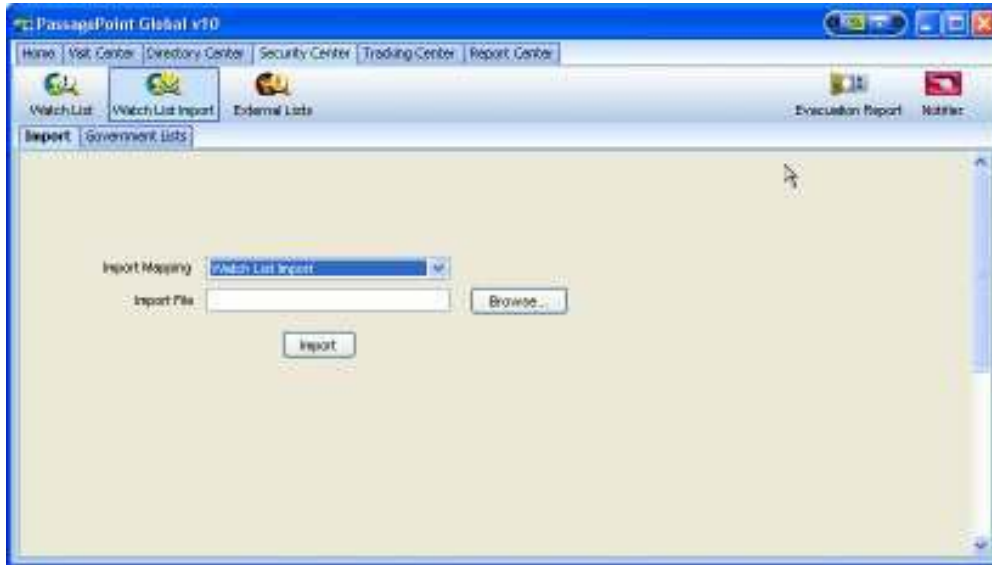 PassagePoint Global v10
Home Visit Center Directory Center Security Center Tracking Center Report Center
Watch List Watch List Import External Lists Evacuation Report Notifier
Import Government Lists
Import Mapping Watch List Import
Import File Browse...
Import